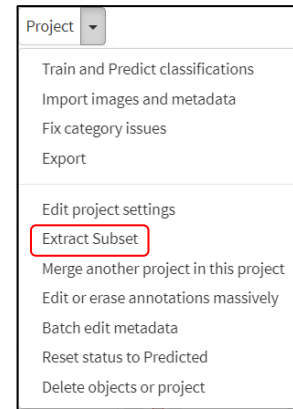 Project
Train and Predict classifications
Import images and metadata
Fix category issues
Export
Edit project settings
Extract Subset
Merge another project in this project
Edit or erase annotations massively
Batch edit metadata
Reset status to Predicted
Delete objects or project